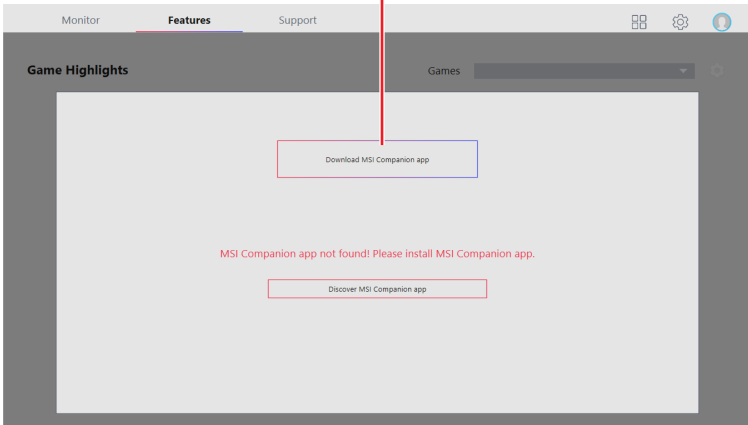 Monitor Features Support
Game Highlights Games
Download MSI Companion app
MSI Companion app not found! Please install MSI Companion app.
Discover MSI Companion app